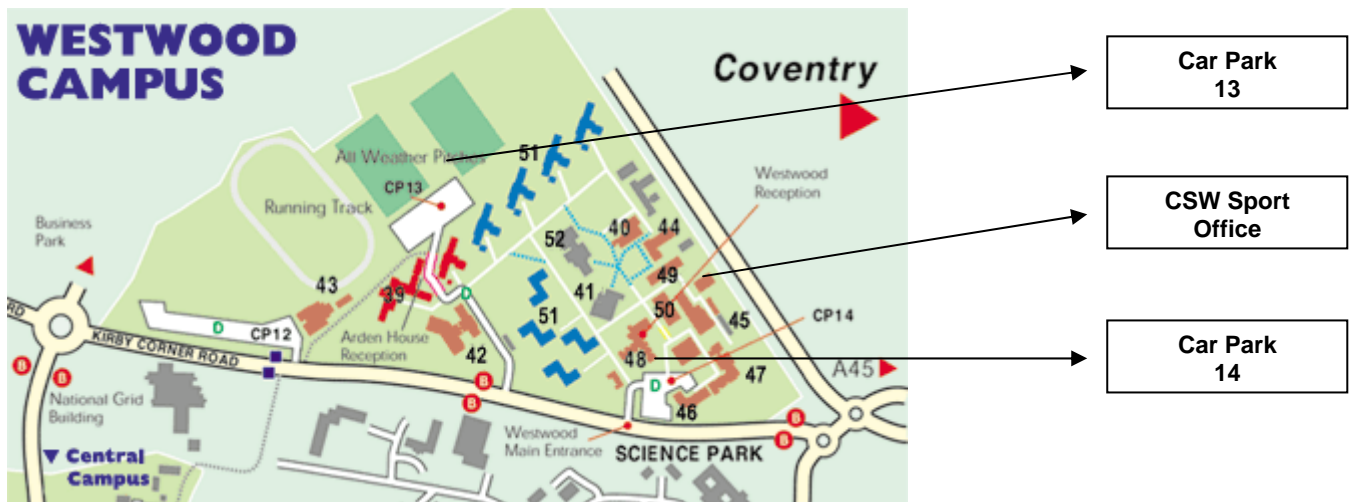 WESTWOOD
CAMPUS
Coventry
Car Park
13
All Weather Pitches
51
CP13
Westwood
Reception
Running Track
CSW Sport
Office
Business
Park
52
40
44
49
43
39
D
41
50
51
45
CP14
RD
D
CP12
KIRBY CORNER ROAD
Arden House
Reception
42
48
D
47
46
A45
Car Park
14
B
B
National Grid
Building
B
B
Westwood
Main Entrance
B
B
SCIENCE PARK
Central
Campus